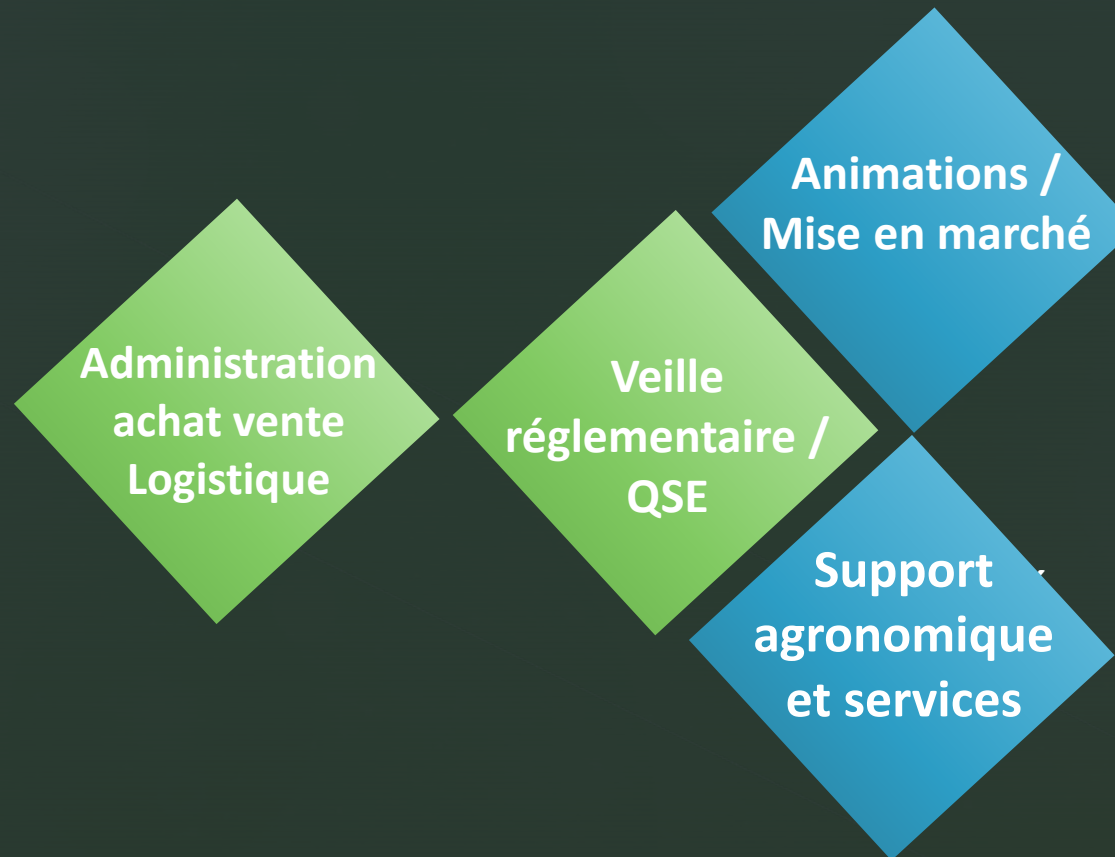 Animations /
Mise en marché
Administration
achat vente
Logistique
Veille
réglementaire /
QSE
Support
agronomique
et services